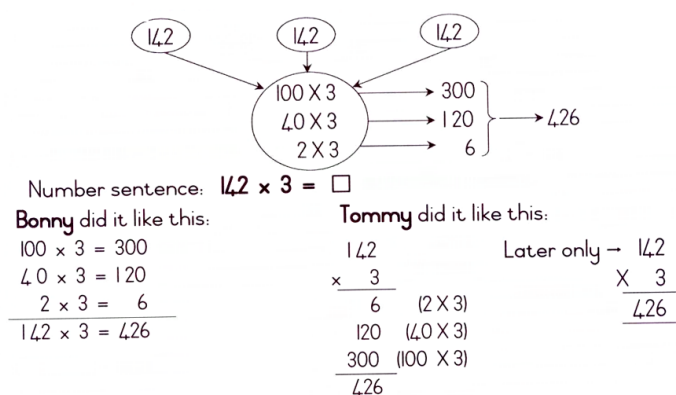 142 142 142
100 X 3 300
40 X 3 120 426
2 X 3 6
Number sentence: 142 x 3 = □
Bonny did it like this:
100 x 3 = 300
40 x 3 = 120
2 x 3 = 6
142 x 3 = 426
Tommy did it like this:
142
x 3
6 (2 X 3)
120 (40 X 3)
300 (100 X 3)
426
Later only → 142
X 3
426